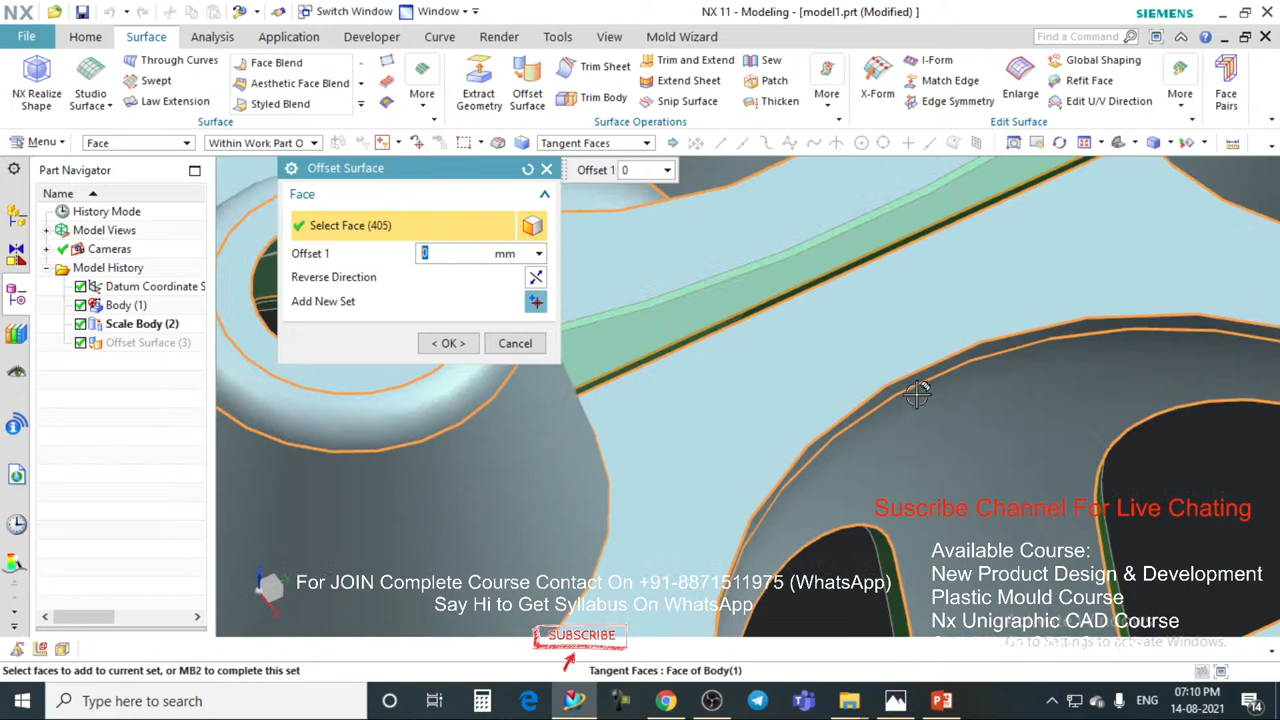 NX
Switch Window
Window
NX 11 - Modeling - [model1.prt (Modified) ]
SIEMENS
File
Home
Surface
Analysis
Application
Developer
Curve
Render
Tools
View
Mold Wizard
Find a Command
NX Realize Shape
Studio Surface
Through Curves
Swept
Law Extension
Face Blend
Aesthetic Face Blend
Styled Blend
More
Surface
Extract Geometry
Offset Surface
Trim Sheet
Trim Body
Trim and Extend
Extend Sheet
Snip Surface
Sew
Patch
Thicken
More
Surface Operations
X-Form
I-Form
Match Edge
Edge Symmetry
Enlarge
Global Shaping
Refit Face
Edit U/V Direction
More
Edit Surface
Face Pairs
Menu
Face
Within Work Part O
Tangent Faces
Part Navigator
Name
History Mode
Model Views
Cameras
Model History
Datum Coordinate S
Body (1)
Scale Body (2)
Offset Surface (3)
Offset Surface
Face
Select Face (405)
Offset 1
0
mm
Reverse Direction
Add New Set
< OK >
Cancel
Offset 1
0
Suscribe Channel For Live Chating
Available Course:
New Product Design & Development
Plastic Mould Course
Nx Unigraphic CAD Course
Go to Settings to activate Windows.
For JOIN Complete Course Contact On +91-8871511975 (WhatsApp)
Say Hi to Get Syllabus On WhatsApp
SUBSCRIBE
Select faces to add to current set, or MB2 to complete this set
Tangent Faces : Face of Body(1)
Type here to search
ENG
07:10 PM
14-08-2021
14